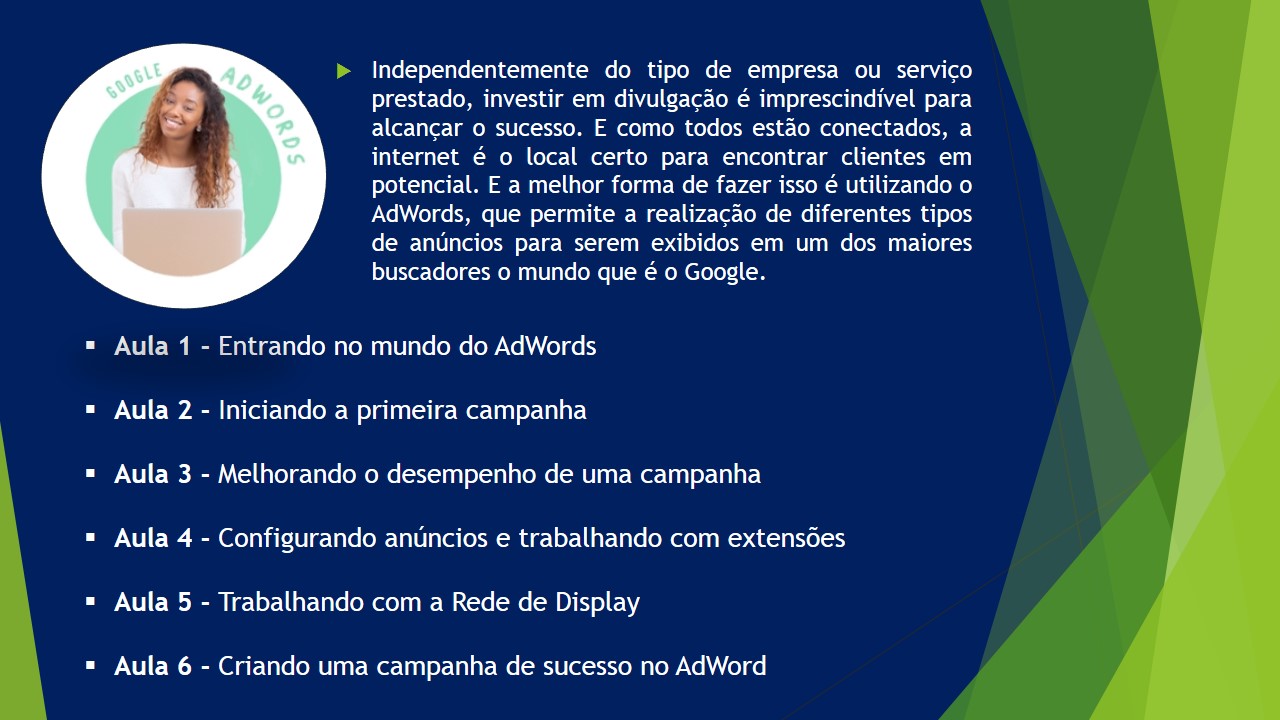 GOOGLE ADWORDS
Independentemente do tipo de empresa ou serviço
prestado, investir em divulgação é imprescindível para
alcançar o sucesso. E como todos estão conectados, a
internet é o local certo para encontrar clientes em
potencial. E a melhor forma de fazer isso é utilizando o
AdWords, que permite a realização de diferentes tipos
de anúncios para serem exibidos em um dos maiores
buscadores o mundo que é o Google.
Aula 1 - Entrando no mundo do AdWords
Aula 2 - Iniciando a primeira campanha
Aula 3 - Melhorando o desempenho de uma campanha
Aula 4 - Configurando anúncios e trabalhando com extensões
Aula 5 - Trabalhando com a Rede de Display
Aula 6 - Criando uma campanha de sucesso no AdWord